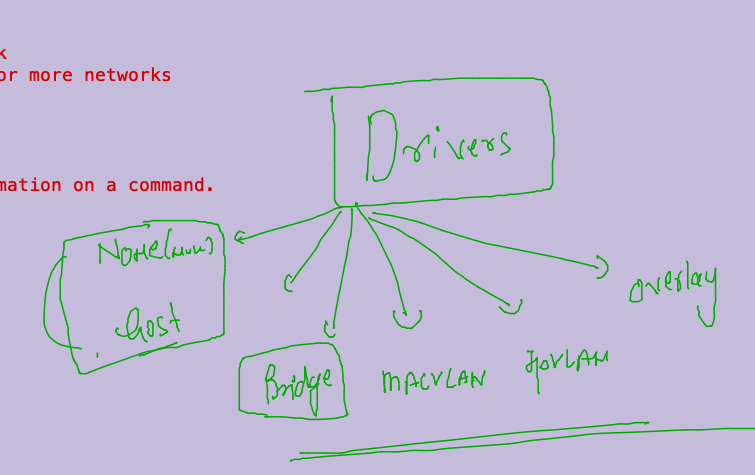 k
or more networks
Drivers
mation on a command.
None(null)
host
overlay
Bridge
MACVLAN
IPVLAN